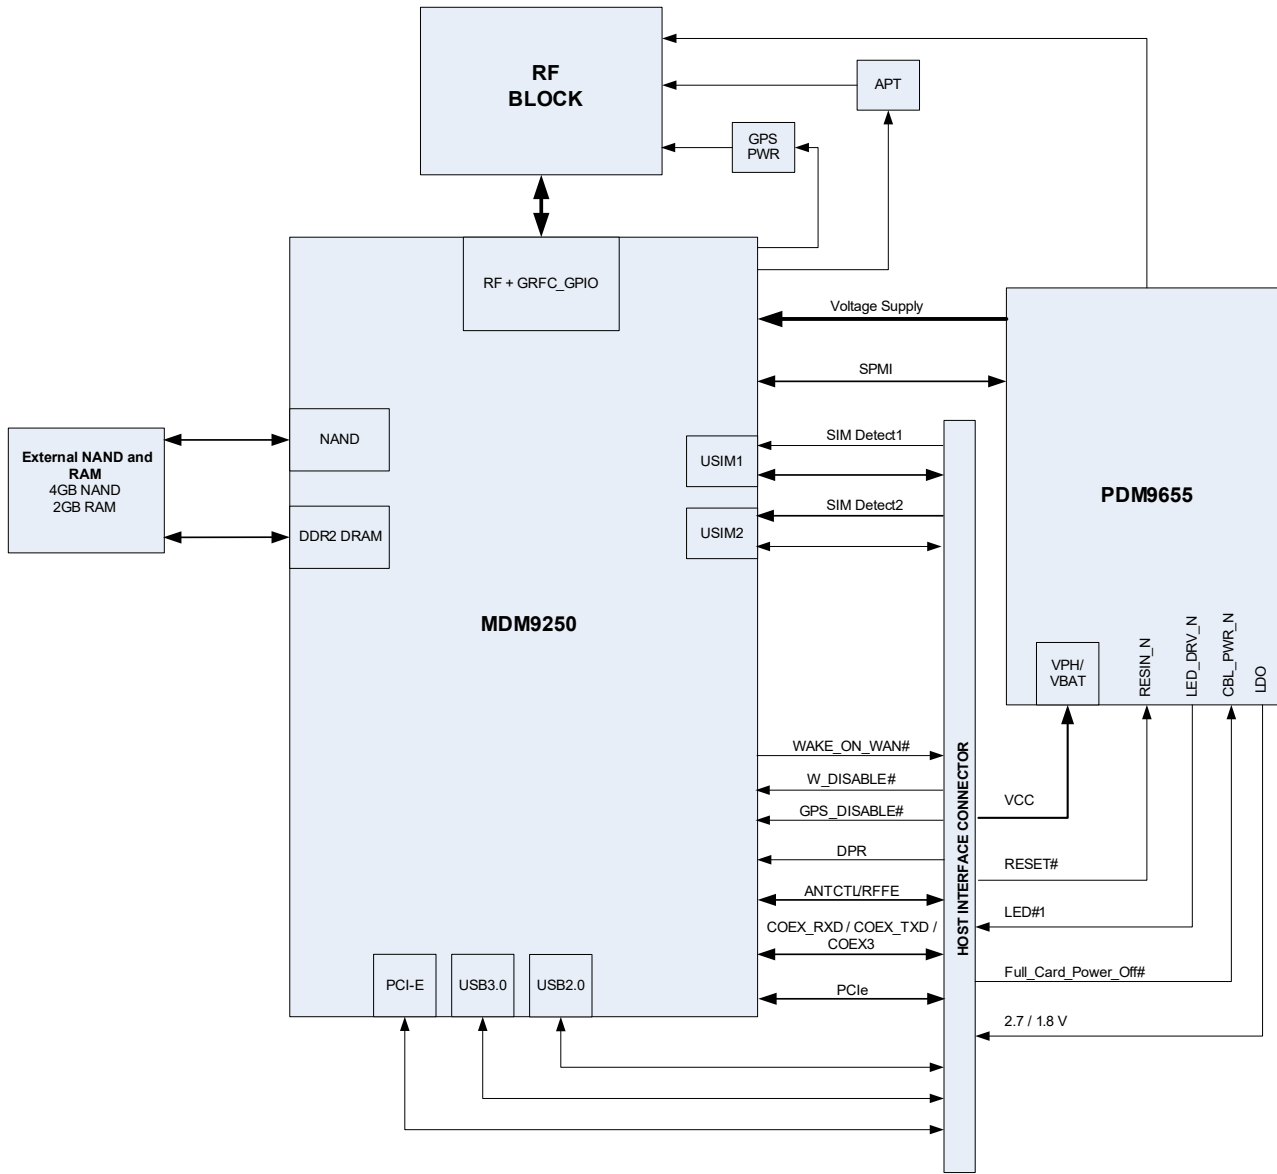 RF
BLOCK
APT
GPS
PWR
RF + GRFC_GPIO
Voltage Supply
SPMI
NAND
SIM Detect1
USIM1
External NAND and
RAM
4GB NAND
2GB RAM
PDM9655
SIM Detect2
USIM2
DDR2 DRAM
MDM9250
VPH/
VBAT
RESIN_N
LED_DRV_N
CBL_PWR_N
LDO
HOST INTERFACE CONNECTOR
WAKE_ON_WAN#
W_DISABLE#
VCC
GPS_DISABLE#
DPR
RESET#
ANTCTL/RFFE
LED#1
COEX_RXD / COEX_TXD /
COEX3
Full_Card_Power_Off#
PCI-E
USB3.0
USB2.0
PCIe
2.7 / 1.8 V